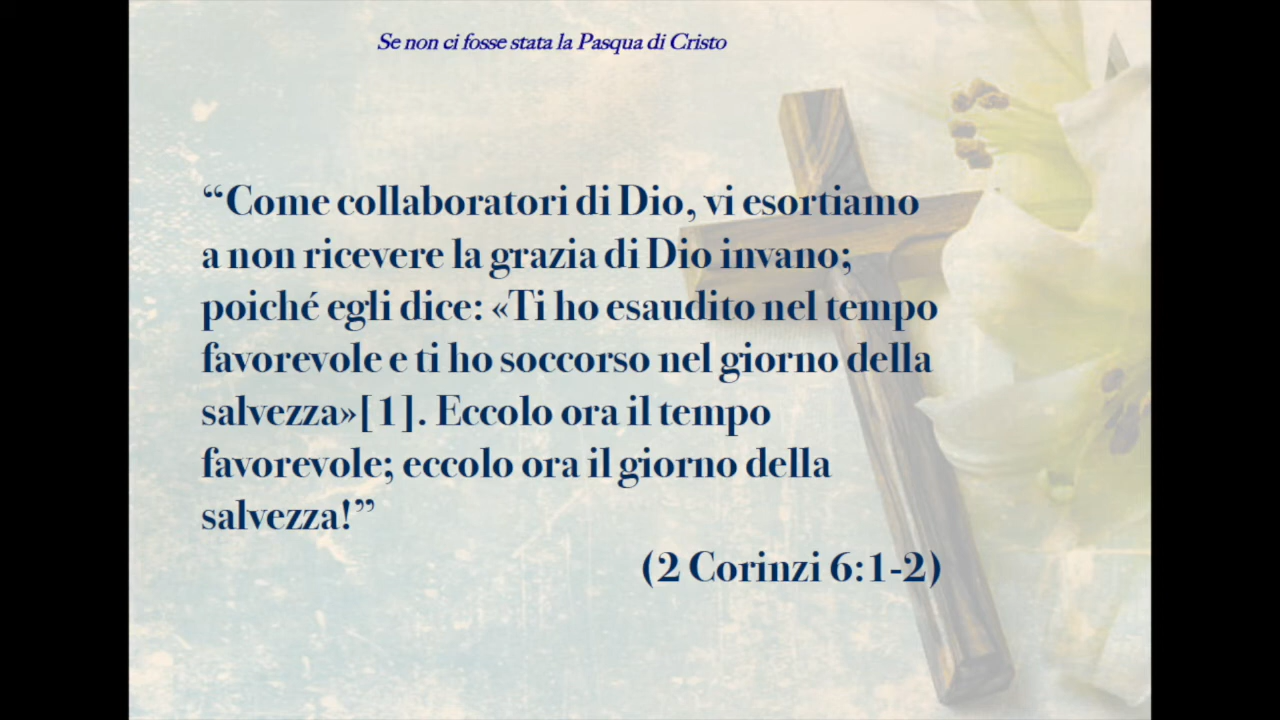 Se non ci fosse stata la Pasqua di Cristo
“Come collaboratori di Dio, vi esortiamo
a non ricevere la grazia di Dio invano;
poiché egli dice: «Ti ho esaudito nel tempo
favorevole e ti ho soccorso nel giorno della
salvezza»[1]. Eccolo ora il tempo
favorevole; eccolo ora il giorno della
salvezza!”
(2 Corinzi 6:1-2)